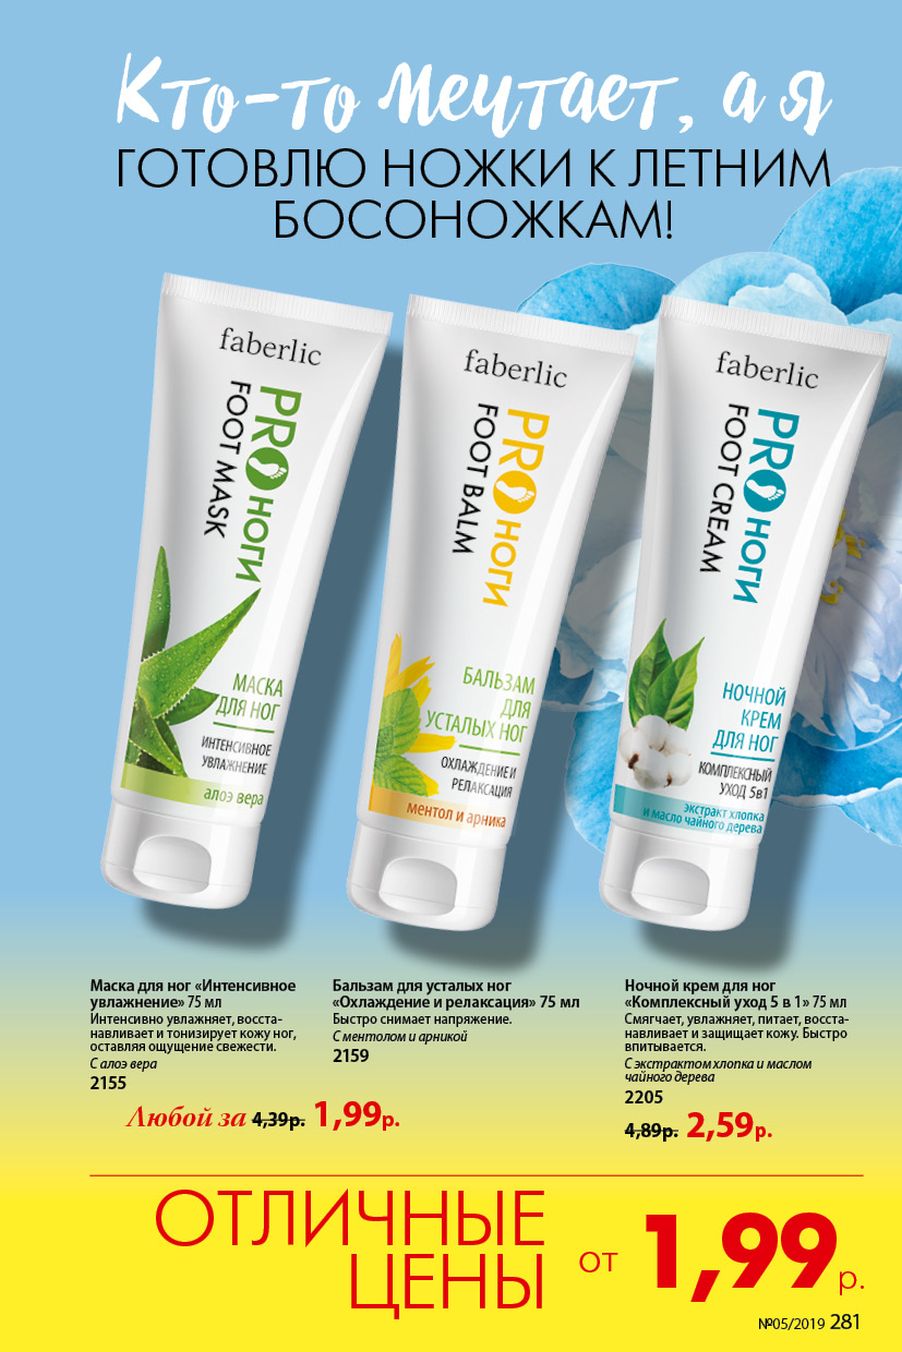 Кто-то мечтает, а я
ГОТОВЛЮ НОЖКИ К ЛЕТНИМ
БОСОНОЖКАМ!
faberlic
PRO НОГИ
FOOT MASK
МАСКА
ДЛЯ НОГ
ИНТЕНСИВНОЕ
УВЛАЖНЕНИЕ
алоэ вера
faberlic
PRO НОГИ
FOOT BALM
БАЛЬЗАМ
ДЛЯ
УСТАЛЫХ НОГ
ОХЛАЖДЕНИЕ И
РЕЛАКСАЦИЯ
ментол и арника
faberlic
PRO НОГИ
FOOT CREAM
НОЧНОЙ
КРЕМ
ДЛЯ НОГ
КОМПЛЕКСНЫЙ
УХОД 5в1
экстракт хлопка
и масло чайного дерева
Маска для ног «Интенсивное
увлажнение» 75 мл
Интенсивно увлажняет, восста-
навливает и тонизирует кожу ног,
оставляя ощущение свежести.
С алоэ вера
2155
Бальзам для усталых ног
«Охлаждение и релаксация» 75 мл
Быстро снимает напряжение.
С ментолом и арникой
2159
Любой за 4,39р. 1,99р.
Ночной крем для ног
«Комплексный уход 5 в 1» 75 мл
Смягчает, увлажняет, питает, восста-
навливает и защищает кожу. Быстро
впитывается.
С экстрактом хлопка и маслом
чайного дерева
2205
4,89р. 2,59р.
ОТЛИЧНЫЕ
ЦЕНЫ
от 1,99 р.
№05/2019 281